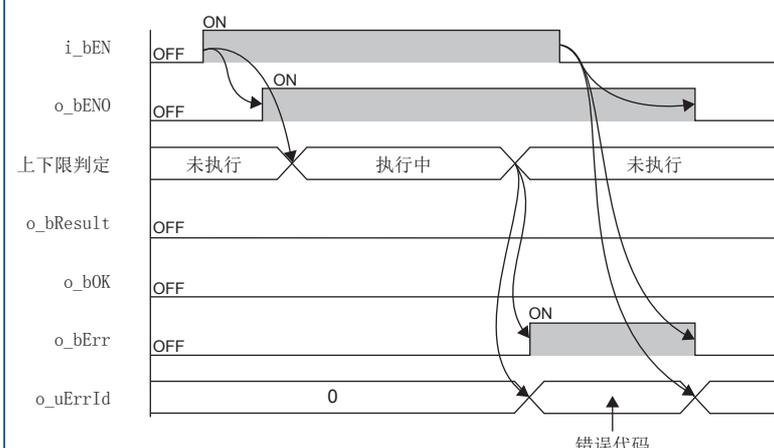 ON
i_bEN
OFF
ON
o_bENO
OFF
上下限判定
未执行
执行中
未执行
o_bResult
OFF
o_bOK
OFF
ON
o_bErr
OFF
o_uErrId
0
错误代码